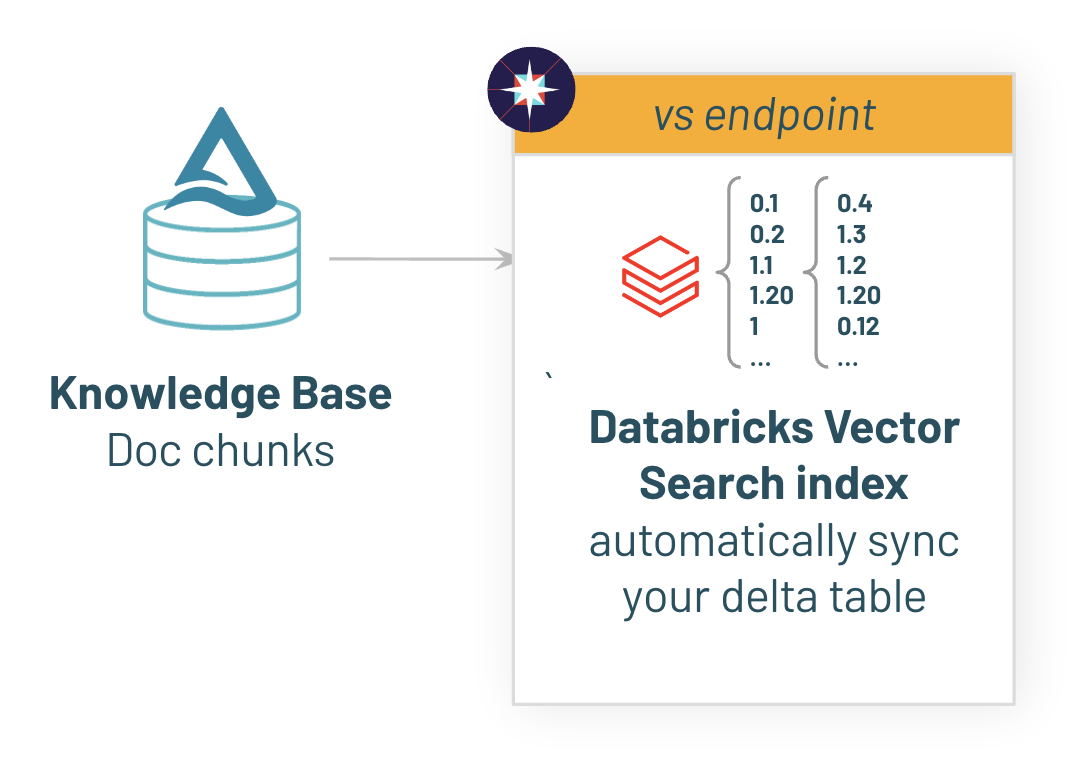 vs endpoint
0.1
0.2
1.1
1.20
1
...
0.4
1.3
1.2
1.20
0.12
...
`
Knowledge Base
Doc chunks
Databricks Vector
Search index
automatically sync
your delta table